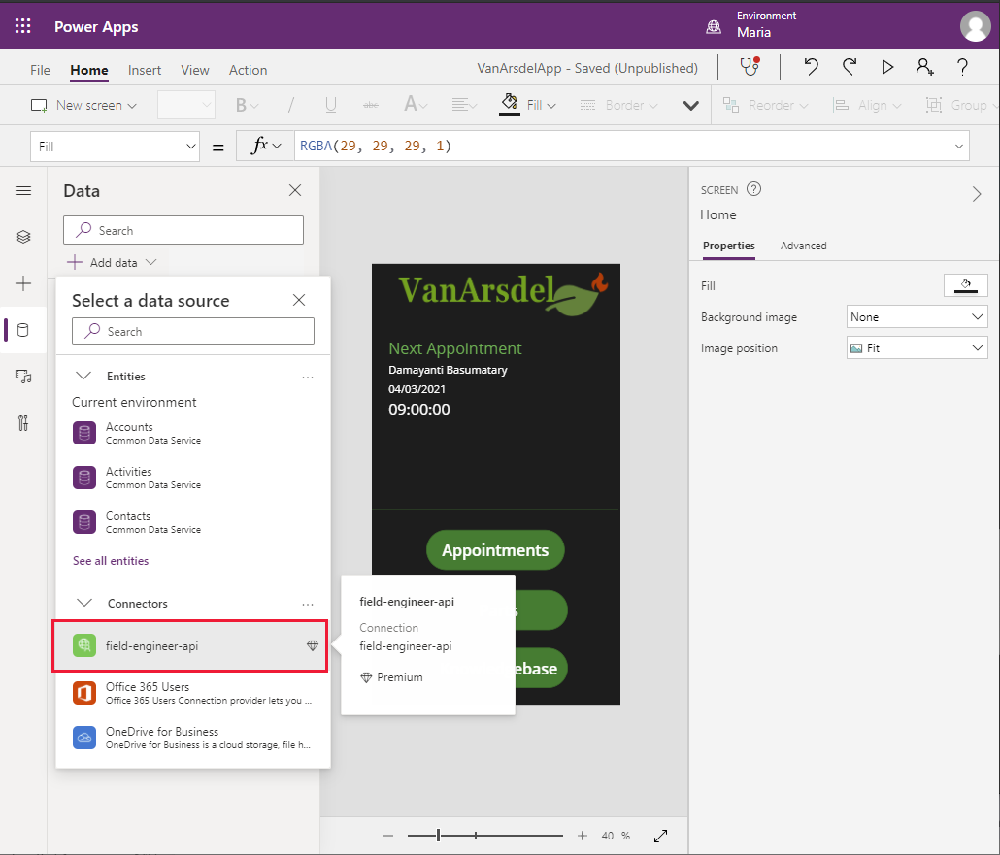 Power Apps
Environment
Maria
File Home Insert View Action
VanArsdelApp - Saved (Unpublished)
New screen
B / U abc A
Fill
Border
Reorder
Align
Group
Fill
= fx
RGBA(29, 29, 29, 1)
Data
Search
Add data
Select a data source
Search
Entities
Current environment
Accounts
Common Data Service
Activities
Common Data Service
Contacts
Common Data Service
See all entities
Connectors
field-engineer-api
Office 365 Users
Office 365 Users Connection provider lets you ...
OneDrive for Business
OneDrive for Business is a cloud storage, file h...
field-engineer-api
Connection
field-engineer-api
Premium
VanArsdel
Next Appointment
Damayanti Basumatary
04/03/2021
09:00:00
Appointments
s
ebase
40 %
SCREEN ?
Home
Properties Advanced
Fill
Background image
None
Image position
Fit